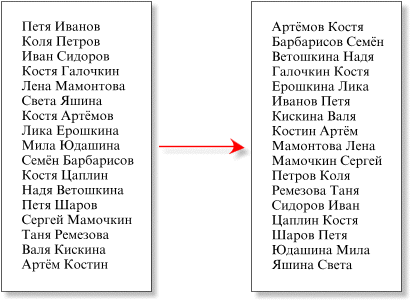 Петя Иванов
Коля Петров
Иван Сидоров
Костя Галочкин
Лена Мамонтова
Света Яшина
Костя Артёмов
Лика Ерошкина
Мила Юдашина
Семён Барбарисов
Костя Цаплин
Надя Ветошкина
Петя Шаров
Сергей Мамочкин
Таня Ремезова
Валя Кискина
Артём Костин
Артёмов Костя
Барбарисов Семён
Ветошкина Надя
Галочкин Костя
Ерошкина Лика
Иванов Петя
Кискина Валя
Костин Артём
Мамонтова Лена
Мамочкин Сергей
Петров Коля
Ремезова Таня
Сидоров Иван
Цаплин Костя
Шаров Петя
Юдашина Мила
Яшина Света